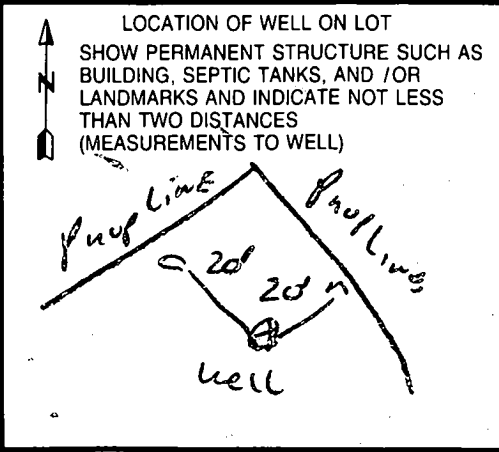 LOCATION OF WELL ON LOT
N
SHOW PERMANENT STRUCTURE SUCH AS
BUILDING, SEPTIC TANKS, AND /OR
LANDMARKS AND INDICATE NOT LESS
THAN TWO DISTANCES
(MEASUREMENTS TO WELL)
Prop Line
Prop Line
20'
20'
well